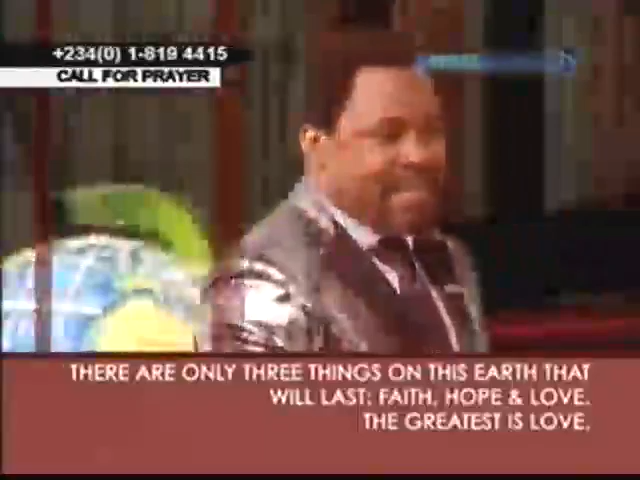 +234(0) 1-819 4415
CALL FOR PRAYER
THERE ARE ONLY THREE THINGS ON THIS EARTH THAT
WILL LAST: FAITH, HOPE & LOVE.
THE GREATEST IS LOVE.